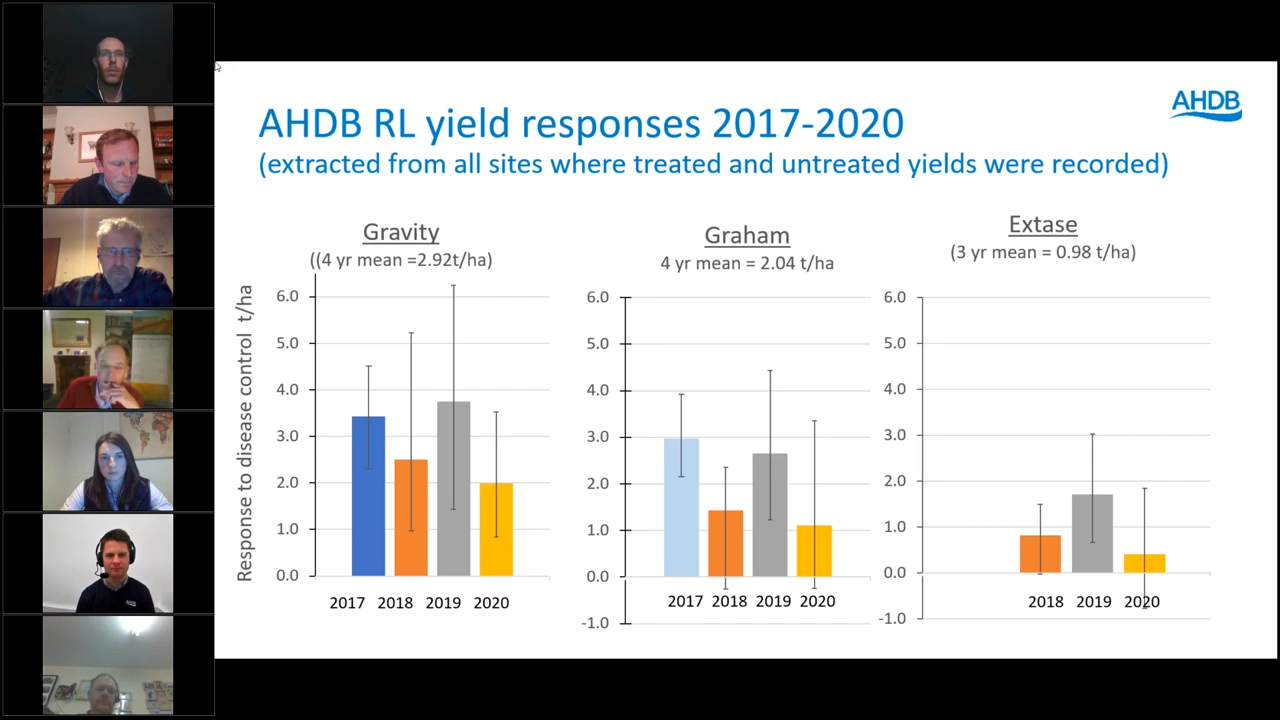 AHDB RL yield responses 2017-2020
AHDB
(extracted from all sites where treated and untreated yields were recorded)
Gravity
((4 yr mean =2.92t/ha)
Response to disease control t/ha
6.0
5.0
4.0
3.0
2.0
1.0
0.0
2017 2018 2019 2020
Graham
4 yr mean = 2.04 t/ha
6.0
5.0
4.0
3.0
2.0
1.0
0.0
-1.0
2017 2018 2019 2020
Extase
(3 yr mean = 0.98 t/ha)
6.0
5.0
4.0
3.0
2.0
1.0
0.0
-1.0
2018 2019 2020